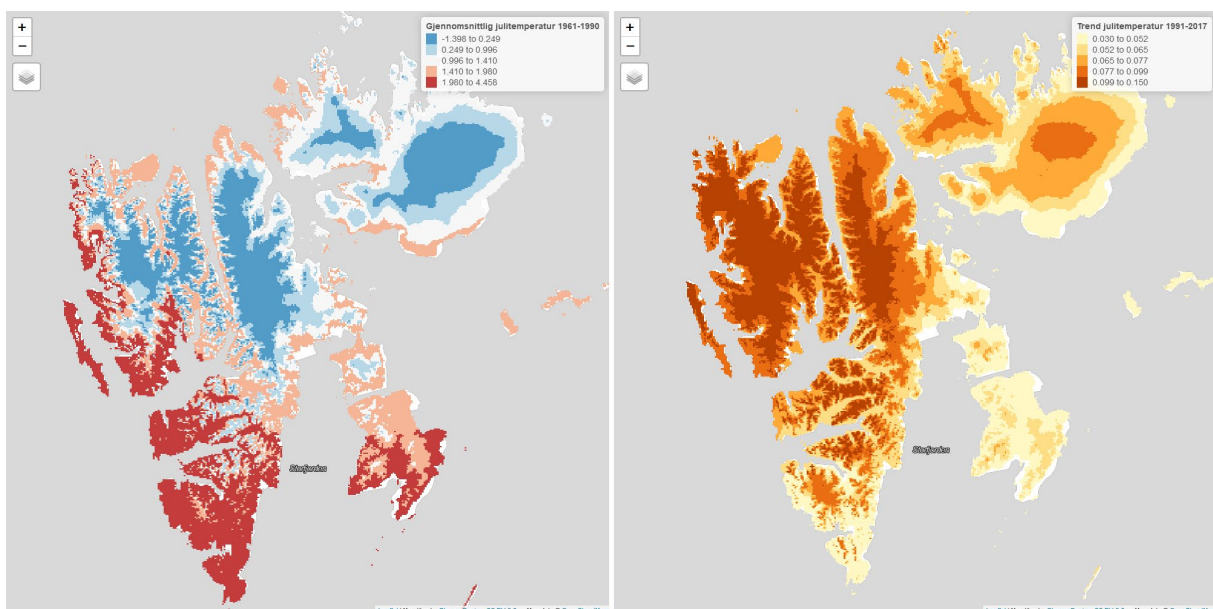 +
−
Gjennomsnittlig julitemperatur 1961-1990
-1.398 to 0.249
0.249 to 0.996
0.996 to 1.410
1.410 to 1.980
1.980 to 4.458
Storfjorden
+
−
Trend julitemperatur 1991-2017
0.030 to 0.052
0.052 to 0.065
0.065 to 0.077
0.077 to 0.099
0.099 to 0.150
Storfjorden